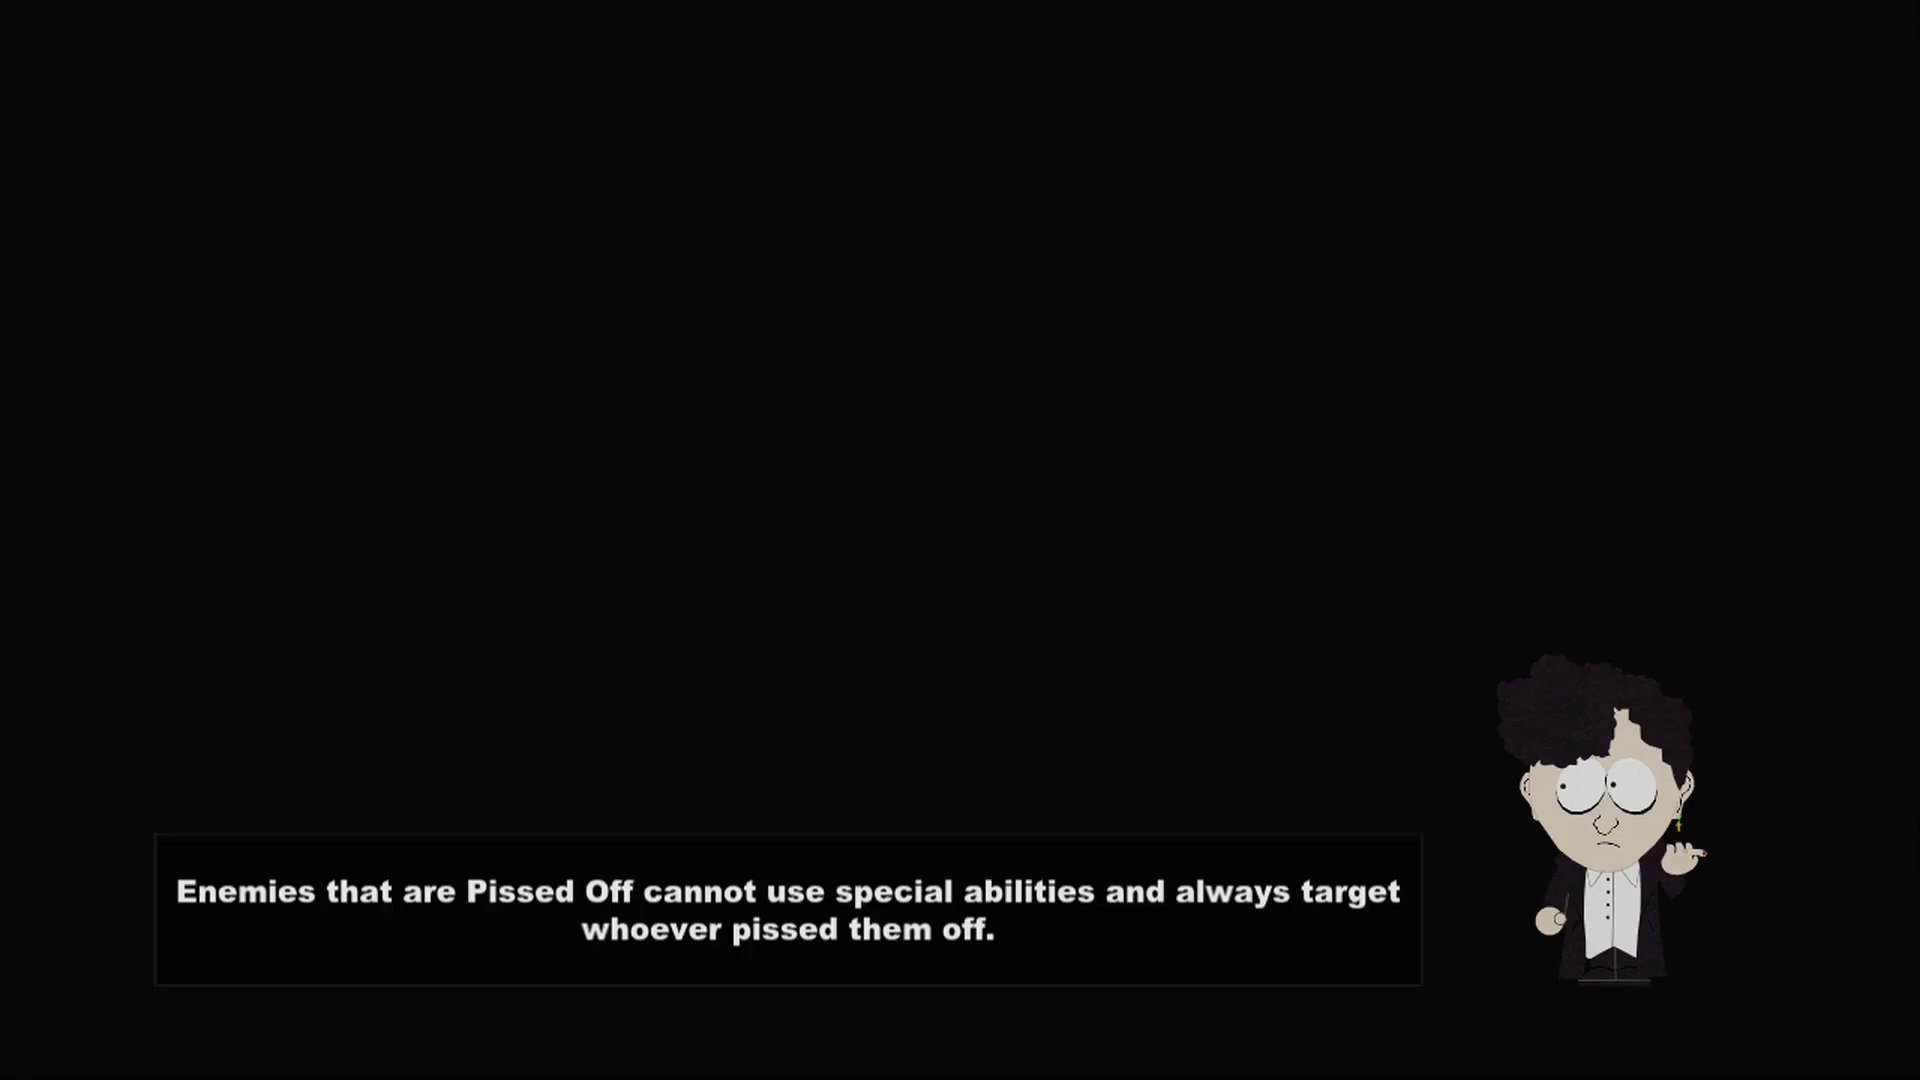 Enemies that are Pissed Off cannot use special abilities and always target
whoever pissed them off.